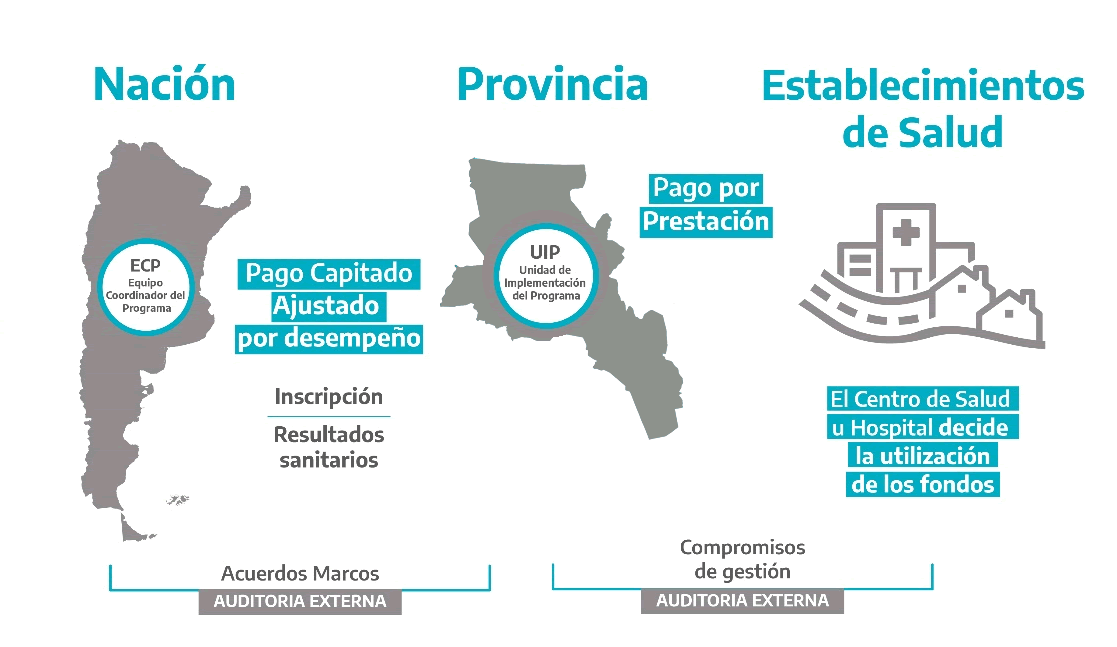 Nación
ECP
Equipo
Coordinador del
Programa
Pago Capitado
Ajustado
por desempeño
Inscripción
Resultados
sanitarios
Acuerdos Marcos
AUDITORIA EXTERNA
Provincia
UIP
Unidad de
Implementación
del Programa
Pago por
Prestación
Compromisos
de gestión
AUDITORIA EXTERNA
Establecimientos
de Salud
El Centro de Salud
u Hospital decide
la utilización
de los fondos